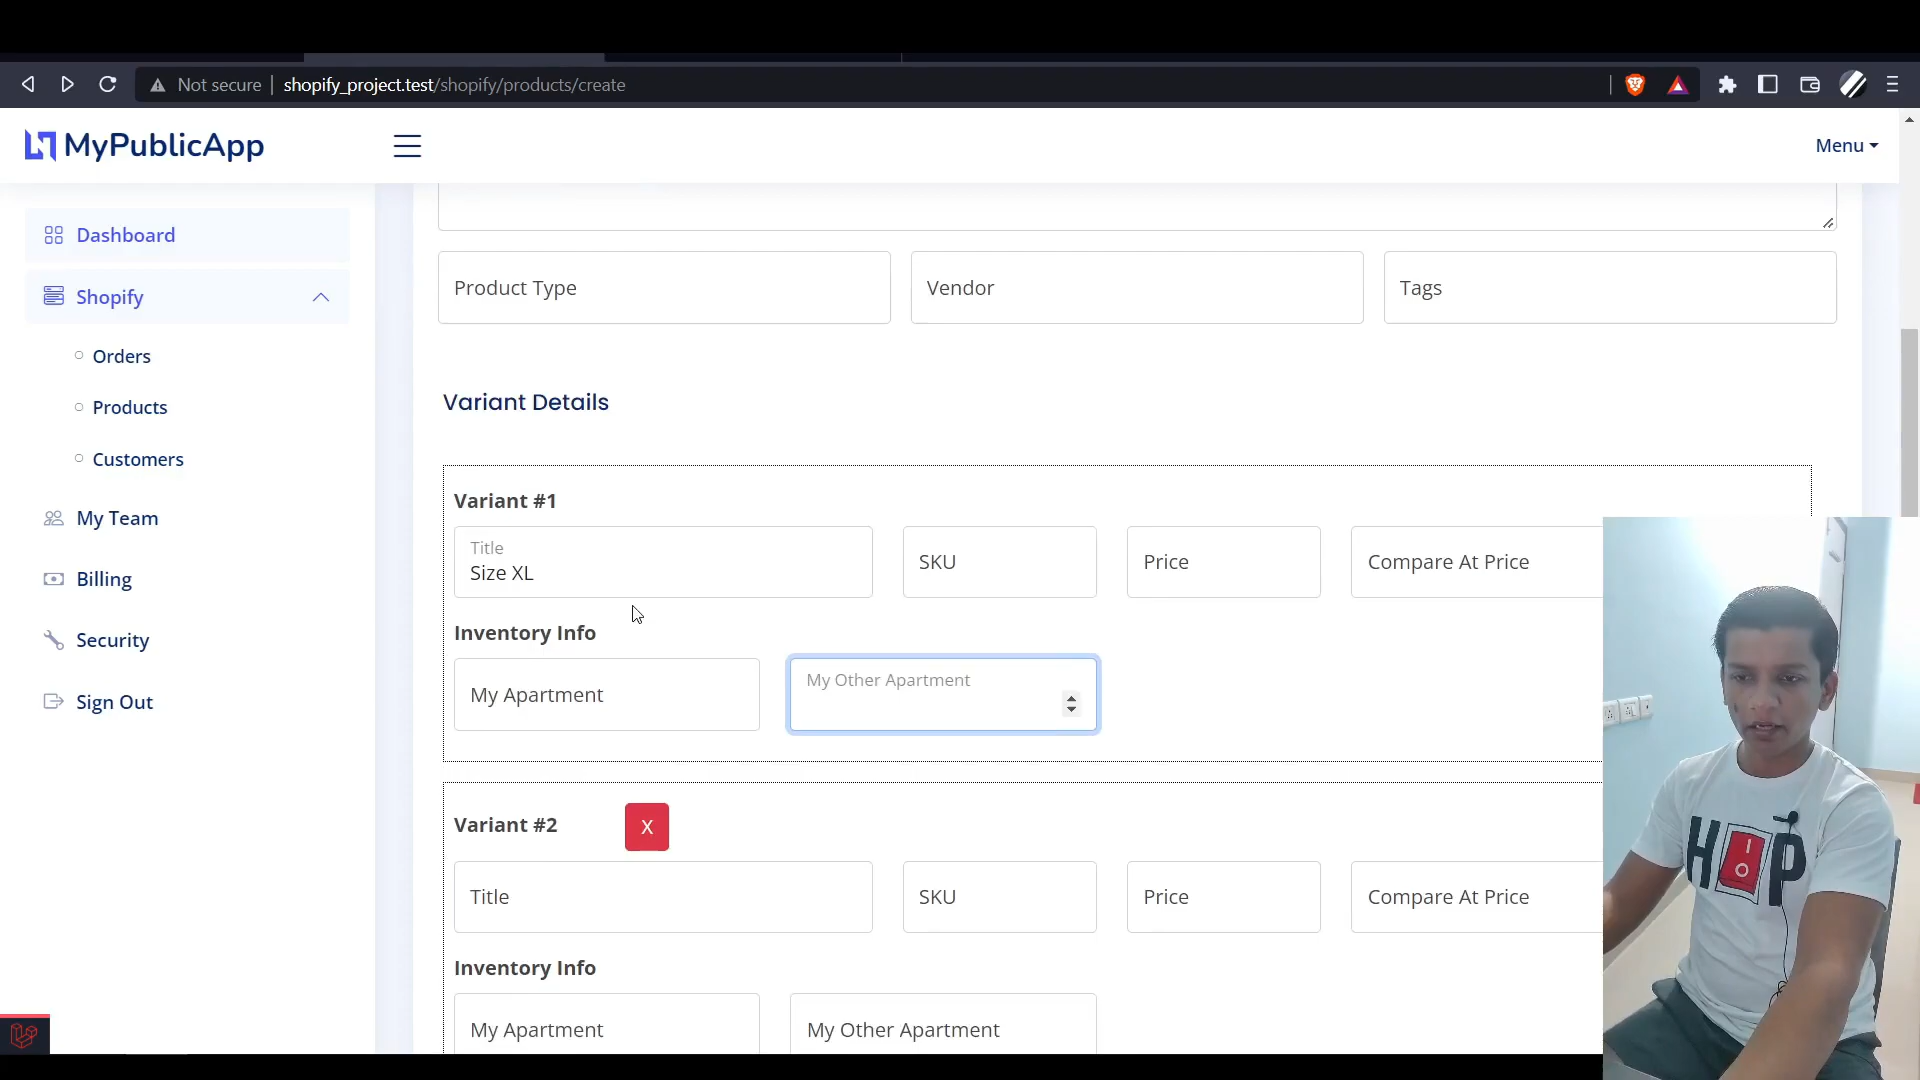 Not secure | shopify_project.test/shopify/products/create
MyPublicApp
Menu
Dashboard
Shopify
Orders
Products
Customers
My Team
Billing
Security
Sign Out
Product Type
Vendor
Tags
Variant Details
Variant #1
Title
Size XL
SKU
Price
Compare At Price
Inventory Info
My Apartment
My Other Apartment
Variant #2
X
Title
SKU
Price
Compare At Price
Inventory Info
My Apartment
My Other Apartment
HOP